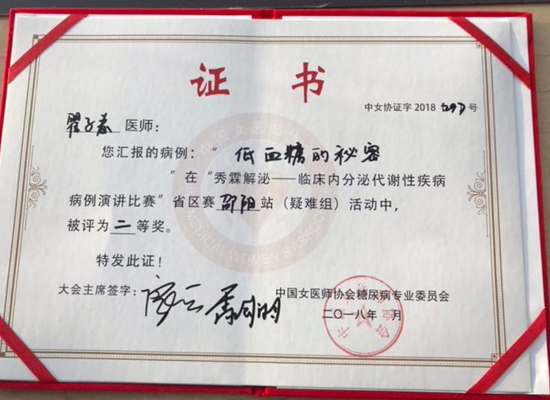 证书
中女协证字 2018 号
医师：
您汇报的病例：“低血糖的秘密
”在“秀霖解泌——临床内分泌代谢性疾病
病例演讲比赛”省区赛邵阳站（疑难组）活动中，
被评为二等奖。
特发此证！
大会主席签字：
中国女医师协会糖尿病专业委员会
二〇一八年 月